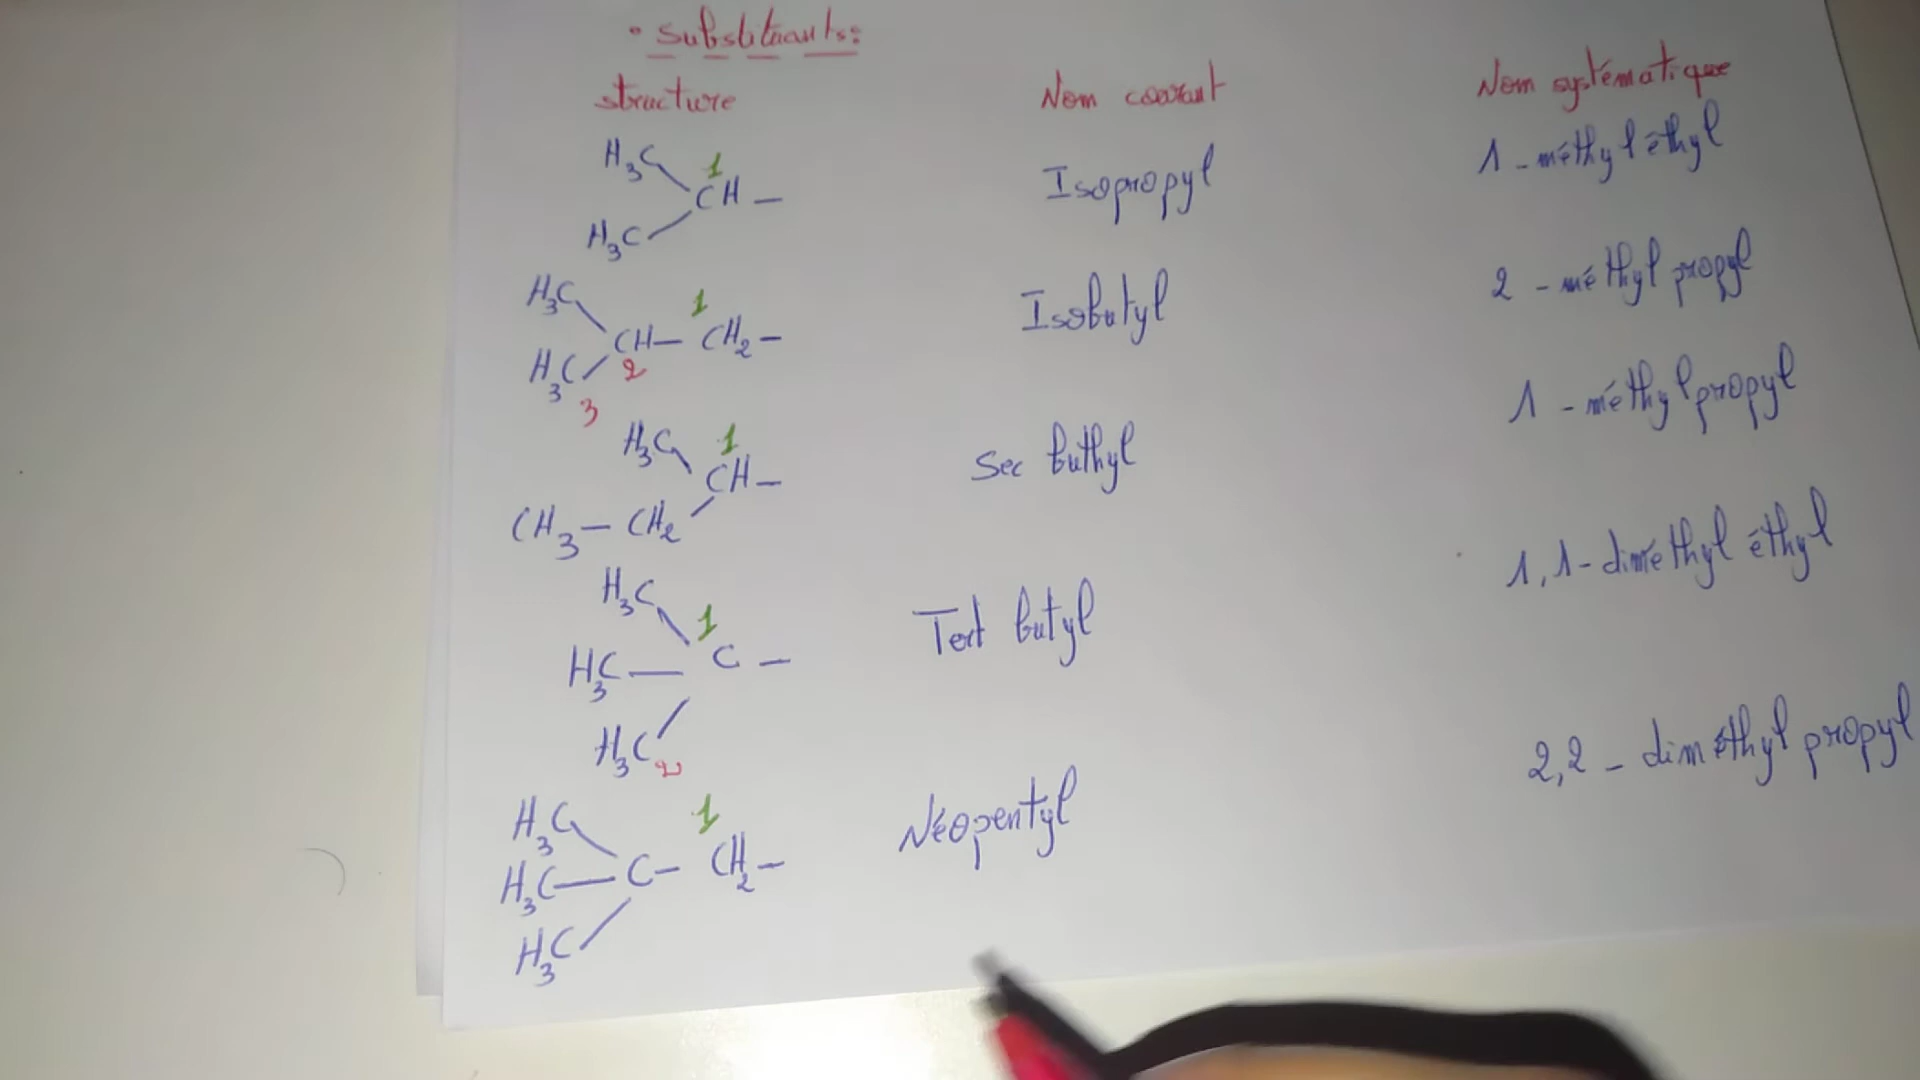 • Substituants:
structure Nom courant Nom systématique
H3C
1
CH –
H3C
Isopropyl
1 - méthyl éthyl
H3C
1
CH – CH2 –
H3C 2
3
Isobutyl
2 - méthyl propyl
H3C
1
CH –
CH3 – CH2
Sec buthyl
1 - méthyl propyl
H3C
1
H3C — C –
H3C
2
Tert butyl
1,1 - diméthyl éthyl
H3C
1
H3C — C – CH2 –
H3C
Néopentyl
2,2 - diméthyl propyl